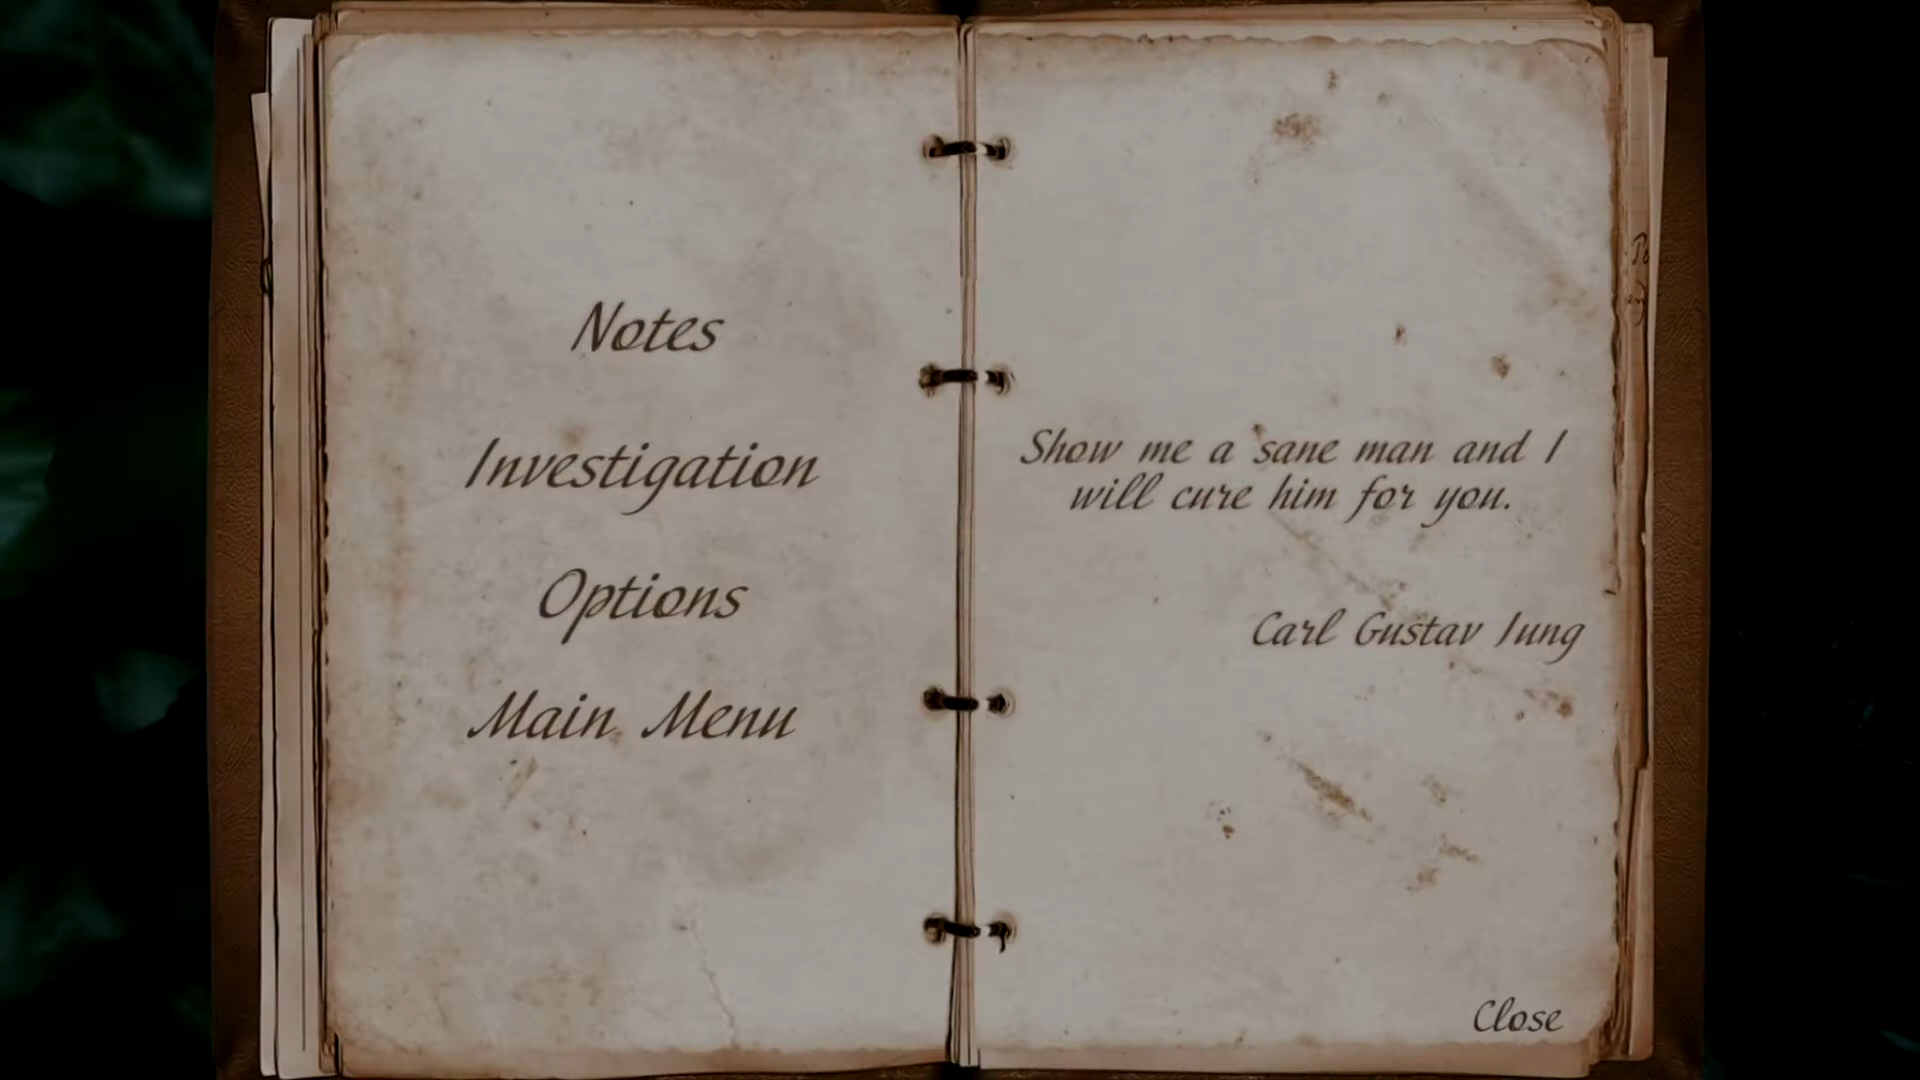 Notes
Investigation
Options
Main Menu
Show me a sane man and I
will cure him for you.
Carl Gustav Jung
Close